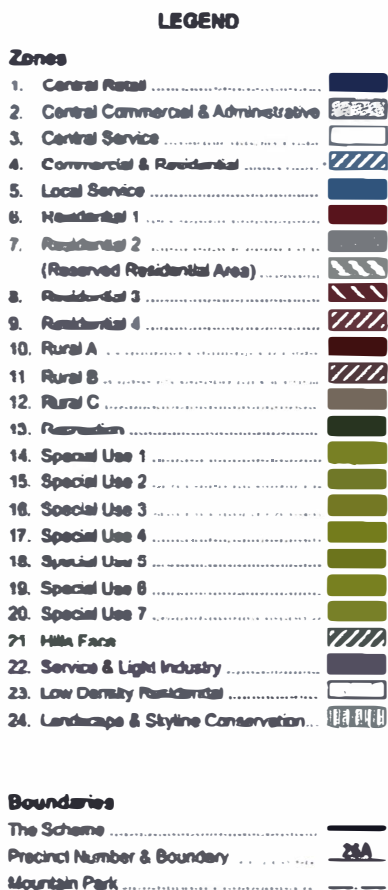 LEGEND
Zones
1. Central Retail
2. Central Commercial & Administrative
3. Central Service
4. Commercial & Residential
5. Local Service
6. Residential 1
7. Residential 2
(Reserved Residential Area)
8. Residential 3
9. Residential 4
10. Rural A
11 Rural B
12. Rural C
13. Recreation
14. Special Use 1
15. Special Use 2
16. Special Use 3
17. Special Use 4
18. Special Use 5
19. Special Use 6
20. Special Use 7
21 Hills Face
22. Service & Light Industry
23. Low Density Residential
24. Landscape & Skyline Conservation
Boundaries
The Scheme
Precinct Number & Boundary 26A
Mountain Park